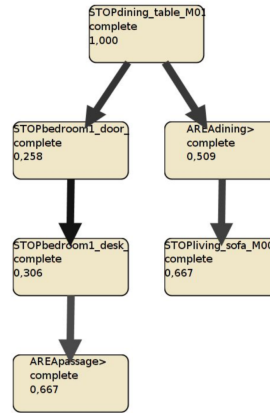 STOPdining_table_M01
complete
1,000
STOPbedroom1_door_
complete
0,258
AREAdining>
complete
0,509
STOPbedroom1_desk_
complete
0,306
STOPliving_sofa_M00
complete
0,667
AREApassage>
complete
0,667